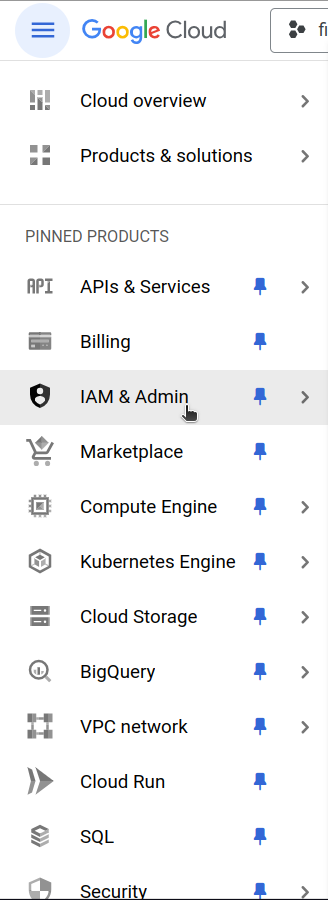 Google Cloud
fi
Cloud overview
Products & solutions
PINNED PRODUCTS
API APIs & Services
Billing
IAM & Admin
Marketplace
Compute Engine
Kubernetes Engine
Cloud Storage
BigQuery
VPC network
Cloud Run
SQL
Security